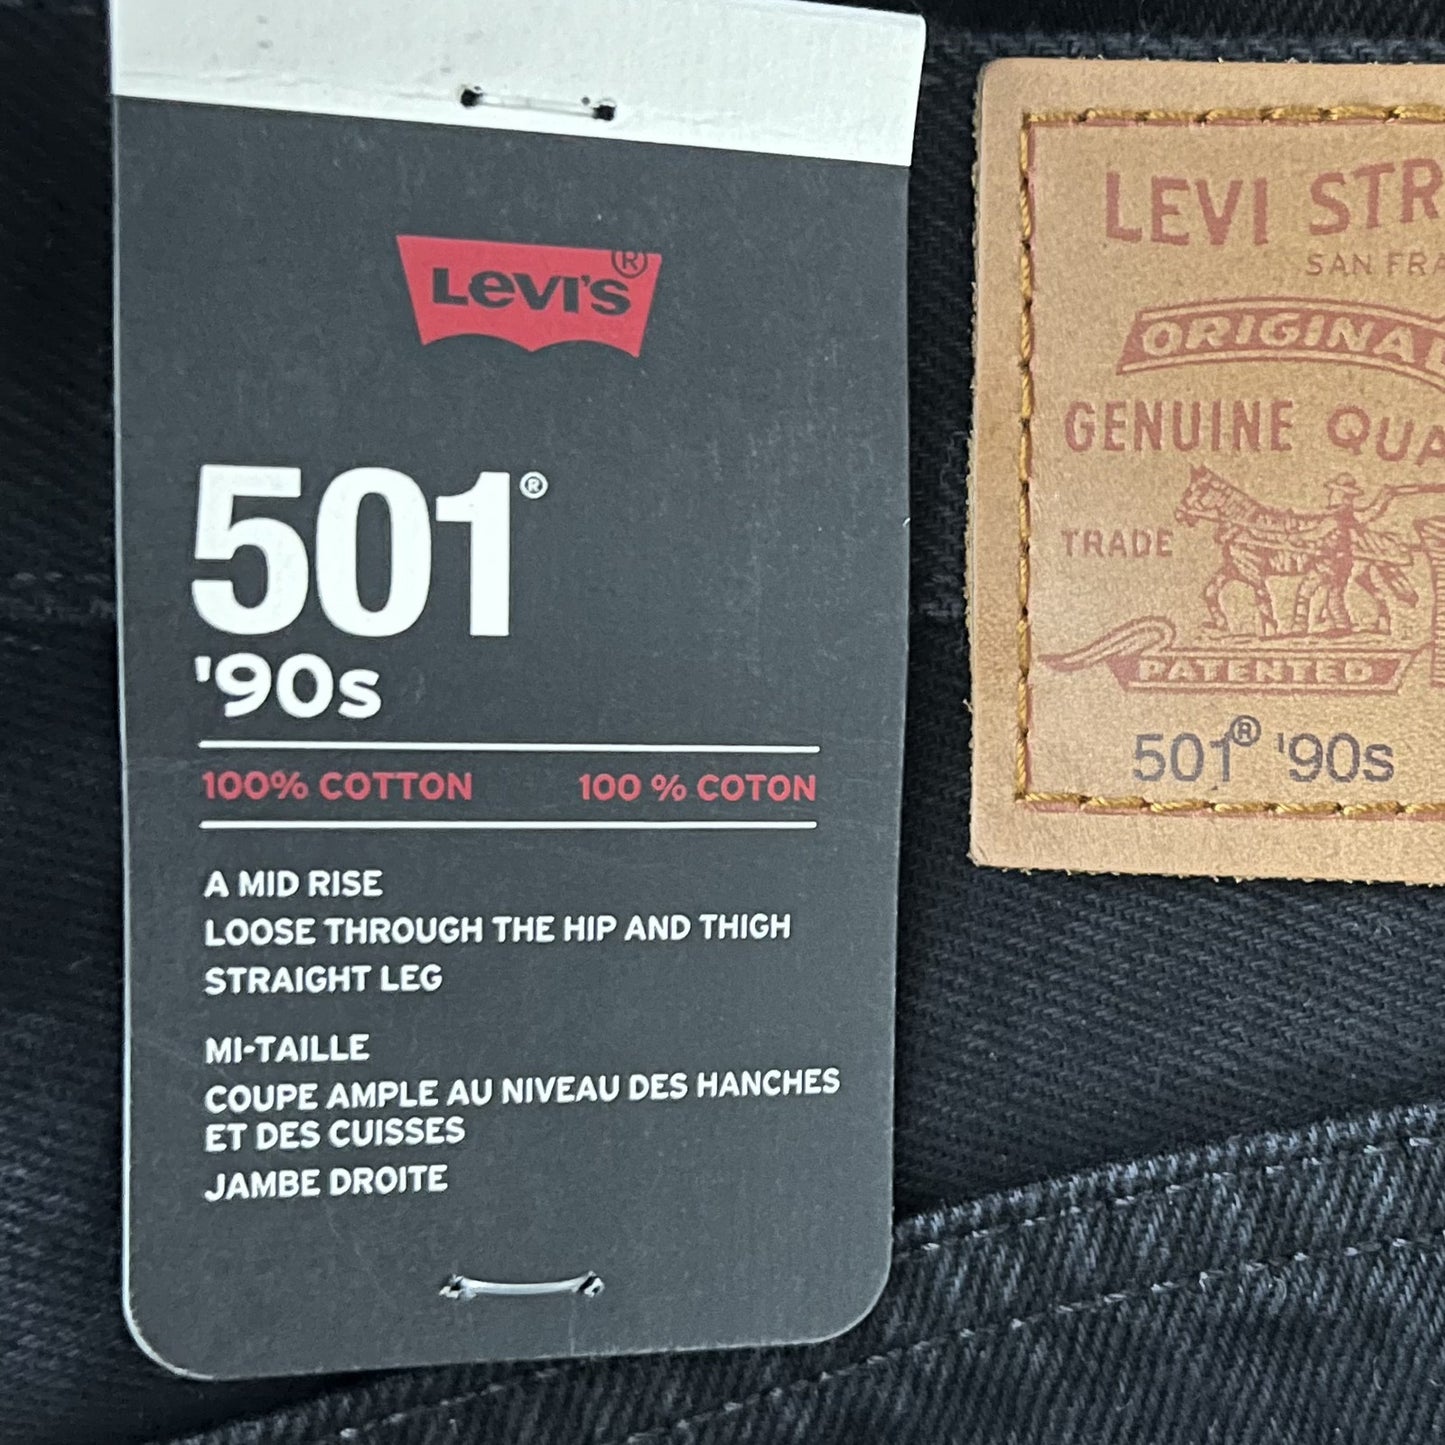 LEVI'S®
501®
'90s
100% COTTON 100 % COTON
A MID RISE
LOOSE THROUGH THE HIP AND THIGH
STRAIGHT LEG
MI-TAILLE
COUPE AMPLE AU NIVEAU DES HANCHES
ET DES CUISSES
JAMBE DROITE
LEVI STR
SAN FRA
ORIGINAL
GENUINE QUA
TRADE
PATENTED
501® '90s